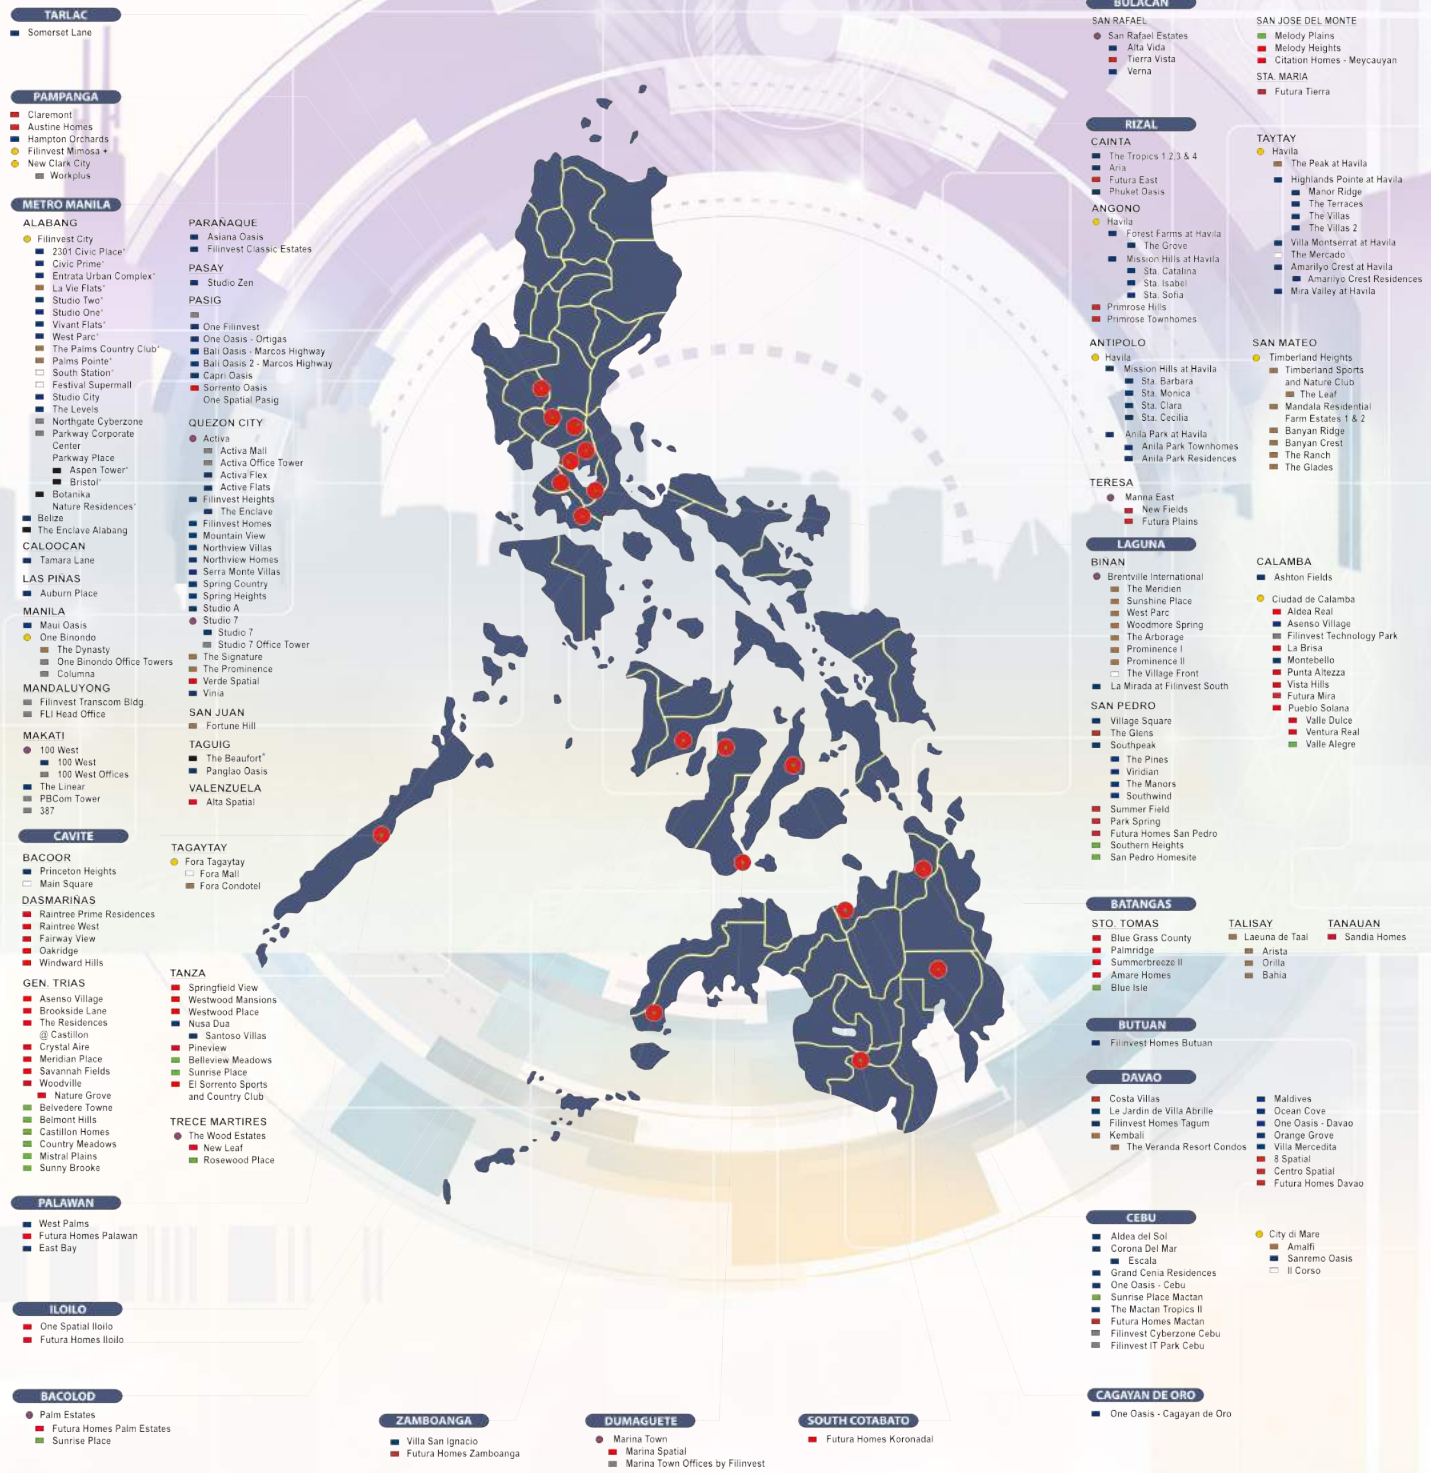 TARLAC
Somerset Lane
PAMPANGA
Claremont
Austine Homes
Hampton Orchards
Filinvest Mimosa +
New Clark City
Workplus
METRO MANILA
ALABANG
Filinvest City
2301 Civic Place*
Civic Prime*
Entrata Urban Complex*
La Vie Flats*
Studio Two*
Studio One*
Vivant Flats*
West Parc*
The Palms Country Club*
Palms Pointe*
South Station*
Festival Supermall
Studio City
The Levels
Northgate Cyberzone
Parkway Corporate
Center
Parkway Place
Aspen Tower*
Bristol*
Botanika
Nature Residences*
Belize
The Enclave Alabang
CALOOCAN
Tamara Lane
LAS PIÑAS
Auburn Place
MANILA
Maui Oasis
One Binondo
The Dynasty
One Binondo Office Towers
Columna
MANDALUYONG
Filinvest Transcom Bldg.
FLI Head Office
MAKATI
100 West
100 West
100 West Offices
The Linear
PBCom Tower
387
PARAÑAQUE
Asiana Oasis
Filinvest Classic Estates
PASAY
Studio Zen
PASIG
One Filinvest
One Oasis - Ortigas
Bali Oasis - Marcos Highway
Bali Oasis 2 - Marcos Highway
Capri Oasis
Sorrento Oasis
One Spatial Pasig
QUEZON CITY
Activa
Activa Mall
Activa Office Tower
Activa Flex
Active Flats
Filinvest Heights
The Enclave
Filinvest Homes
Mountain View
Northview Villas
Northview Homes
Serra Monte Villas
Spring Country
Spring Heights
Studio A
Studio 7
Studio 7
Studio 7 Office Tower
The Signature
The Prominence
Verde Spatial
Vinia
SAN JUAN
Fortune Hill
TAGUIG
The Beaufort*
Panglao Oasis
VALENZUELA
Alta Spatial
CAVITE
BACOOR
Princeton Heights
Main Square
DASMARIÑAS
Raintree Prime Residences
Raintree West
Fairway View
Oakridge
Windward Hills
GEN. TRIAS
Asenso Village
Brookside Lane
The Residences
@ Castillon
Crystal Aire
Meridian Place
Savannah Fields
Woodville
Nature Grove
Belvedere Towne
Belmont Hills
Castillon Homes
Country Meadows
Mistral Plains
Sunny Brooke
TAGAYTAY
Fora Tagaytay
Fora Mall
Fora Condotel
TANZA
Springfield View
Westwood Mansions
Westwood Place
Nusa Dua
Santoso Villas
Pineview
Belleview Meadows
Sunrise Place
El Sorrento Sports
and Country Club
TRECE MARTIRES
The Wood Estates
New Leaf
Rosewood Place
PALAWAN
West Palms
Futura Homes Palawan
East Bay
ILOILO
One Spatial Iloilo
Futura Homes Iloilo
BACOLOD
Palm Estates
Futura Homes Palm Estates
Sunrise Place
ZAMBOANGA
Villa San Ignacio
Futura Homes Zamboanga
DUMAGUETE
Marina Town
Marina Spatial
Marina Town Offices by Filinvest
SOUTH COTABATO
Futura Homes Koronadal
BULACAN
SAN RAFAEL
San Rafael Estates
Alta Vida
Tierra Vista
Verna
SAN JOSE DEL MONTE
Melody Plains
Melody Heights
Citation Homes - Meycauyan
STA. MARIA
Futura Tierra
RIZAL
CAINTA
The Tropics 1,2,3 & 4
Aria
Futura East
Phuket Oasis
ANGONO
Havila
Forest Farms at Havila
The Grove
Mission Hills at Havila
Sta. Catalina
Sta. Isabel
Sta. Sofia
Primrose Hills
Primrose Townhomes
TAYTAY
Havila
The Peak at Havila
Highlands Pointe at Havila
Manor Ridge
The Terraces
The Villas
The Villas 2
Villa Montserrat at Havila
The Mercado
Amarilyo Crest at Havila
Amarilyo Crest Residences
Mira Valley at Havila
ANTIPOLO
Havila
Mission Hills at Havila
Sta. Barbara
Sta. Monica
Sta. Clara
Sta. Cecilia
Anila Park at Havila
Anila Park Townhomes
Anila Park Residences
SAN MATEO
Timberland Heights
Timberland Sports
and Nature Club
The Leaf
Mandala Residential
Farm Estates 1 & 2
Banyan Ridge
Banyan Crest
The Ranch
The Glades
TERESA
Manna East
New Fields
Futura Plains
LAGUNA
BINAN
Brentville International
The Meridien
Sunshine Place
West Parc
Woodmore Spring
The Arborage
Prominence I
Prominence II
The Village Front
La Mirada at Filinvest South
SAN PEDRO
Village Square
The Glens
Southpeak
The Pines
Viridian
The Manors
Southwind
Summer Field
Park Spring
Futura Homes San Pedro
Southern Heights
San Pedro Homesite
CALAMBA
Ashton Fields
Ciudad de Calamba
Aldea Real
Asenso Village
Filinvest Technology Park
La Brisa
Montebello
Punta Altezza
Vista Hills
Futura Mira
Pueblo Solana
Valle Dulce
Ventura Real
Valle Alegre
BATANGAS
STO. TOMAS
Blue Grass County
Palmridge
Summerbreeze II
Amare Homes
Blue Isle
TALISAY
Laeuna de Taal
Arista
Orilla
Bahia
TANAUAN
Sandia Homes
BUTUAN
Filinvest Homes Butuan
DAVAO
Costa Villas
Le Jardin de Villa Abrille
Filinvest Homes Tagum
Kembali
The Veranda Resort Condos
Maldives
Ocean Cove
One Oasis - Davao
Orange Grove
Villa Mercedita
8 Spatial
Centro Spatial
Futura Homes Davao
CEBU
Aldea del Sol
Corona Del Mar
Escala
Grand Cenia Residences
One Oasis - Cebu
Sunrise Place Mactan
The Mactan Tropics II
Futura Homes Mactan
Filinvest Cyberzone Cebu
Filinvest IT Park Cebu
City di Mare
Amalfi
Sanremo Oasis
Il Corso
CAGAYAN DE ORO
One Oasis - Cagayan de Oro